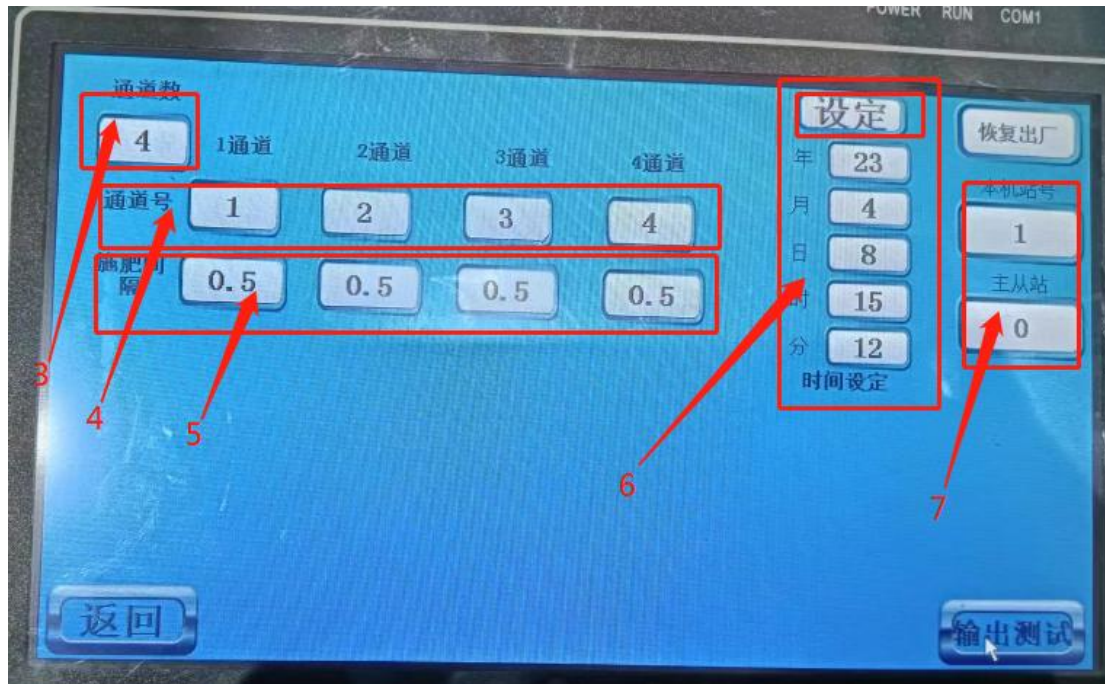 POWER RUN COM1
通道数
4
1通道 2通道 3通道 4通道
通道号 1 2 3 4
施肥间隔 0.5 0.5 0.5 0.5
设定
年 23
月 4
日 8
时 15
分 12
时间设定
恢复出厂
本机站号
1
主从站
0
3
4
5
6
7
返回
输出测试